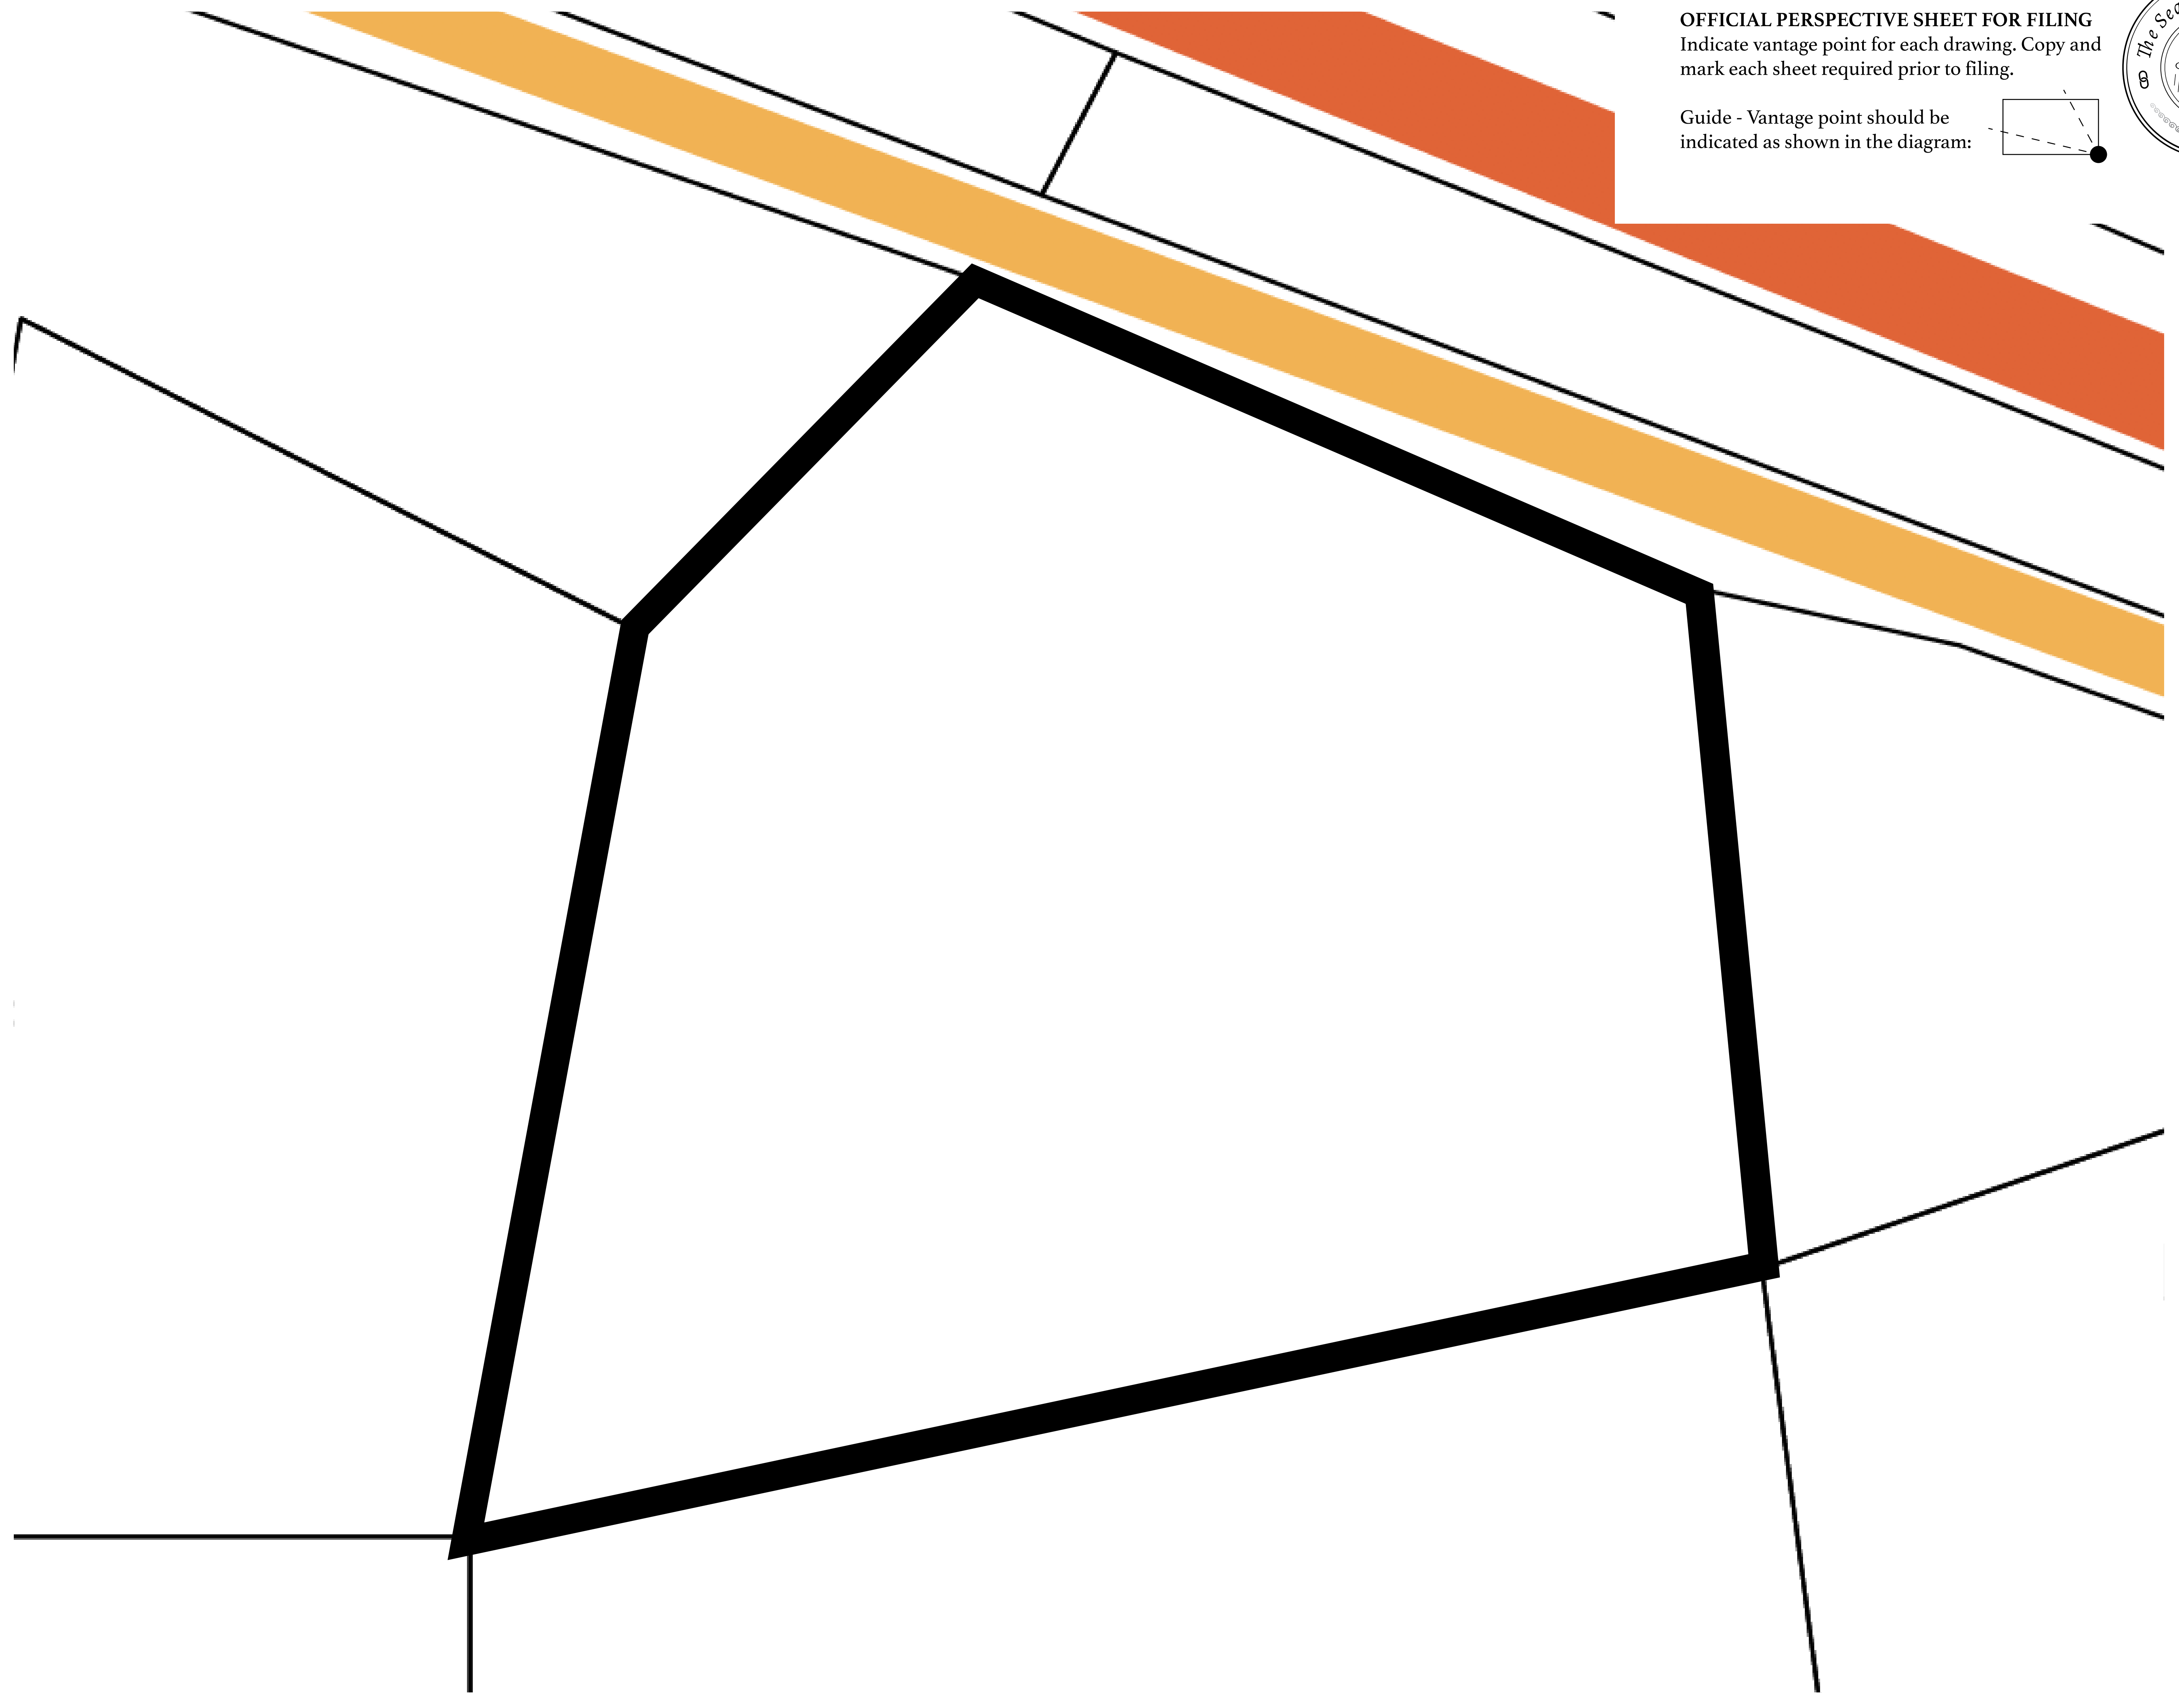 OFFICIAL PERSPECTIVE SHEET FOR FILING
Indicate vantage point for each drawing. Copy and
mark each sheet required prior to filing.
Guide - Vantage point should be
indicated as shown in the diagram:
The